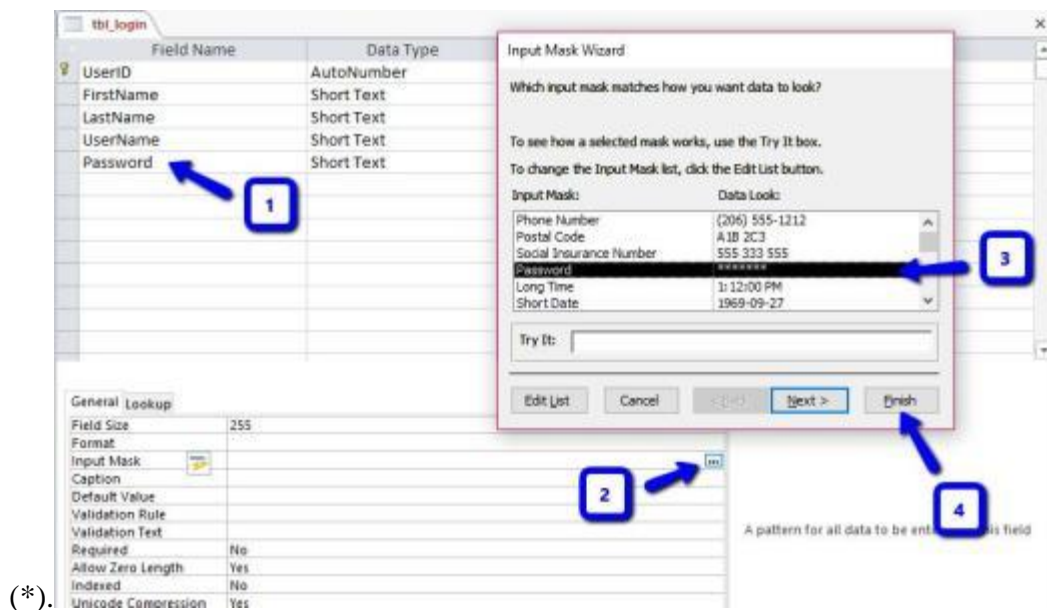 tbl_login
Field Name Data Type
UserID AutoNumber
FirstName Short Text
LastName Short Text
UserName Short Text
Password Short Text
1
Input Mask Wizard
Which input mask matches how you want data to look?
To see how a selected mask works, use the Try It box.
To change the Input Mask list, click the Edit List button.
Input Mask: Data Look:
Phone Number (206) 555-1212
Postal Code A1B 2C3
Social Insurance Number 555 333 555
Password *******
Long Time 1:12:00 PM
Short Date 1969-09-27
3
Try It:
Edit List Cancel Next > Finish
4
General Lookup
Field Size 255
Format
Input Mask
2
Caption
Default Value
Validation Rule
Validation Text
Required No
Allow Zero Length Yes
Indexed No
Unicode Compression Yes
A pattern for all data to be field
(*).